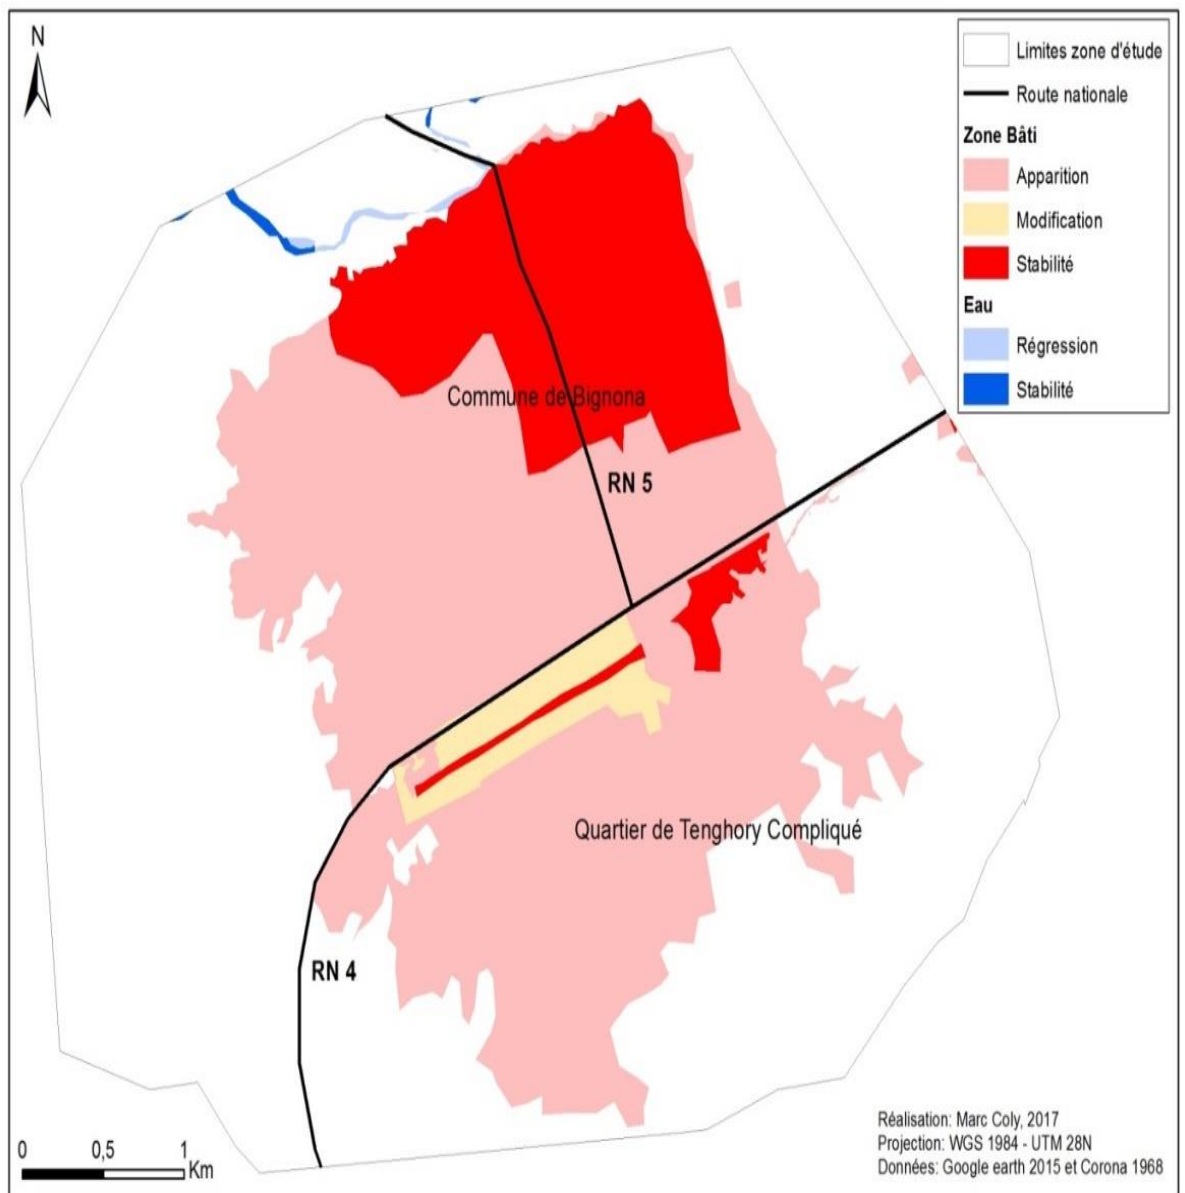 N
Limites zone d'étude
Route nationale
Zone Bâti
Apparition
Modification
Stabilité
Eau
Régression
Stabilité
Commune de Bignona
RN 5
Quartier de Tenghory Compliqué
RN 4
0 0,5 1
Km
Réalisation: Marc Coly, 2017
Projection: WGS 1984 - UTM 28N
Données: Google earth 2015 et Corona 1968